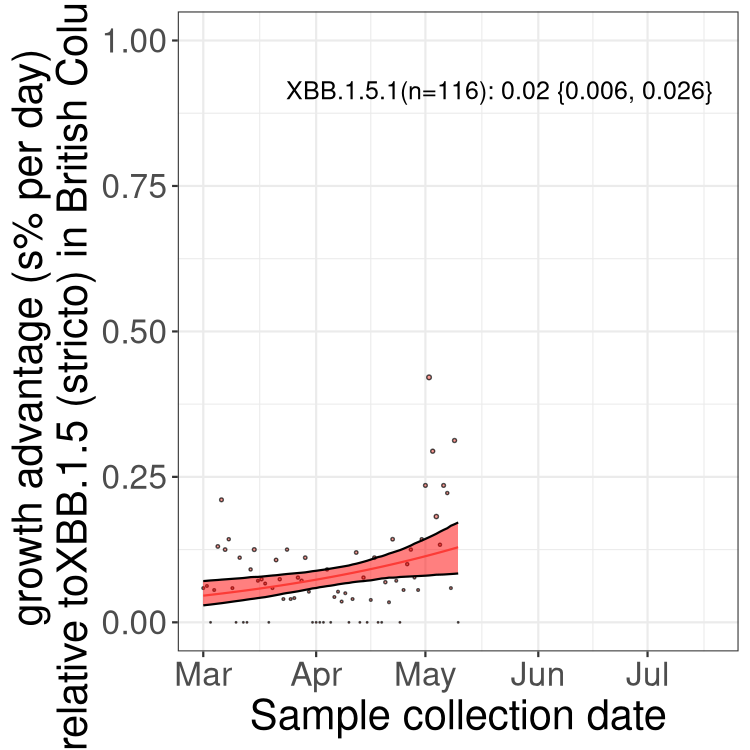 growth advantage (s% per day)
relative toXBB.1.5 (stricto) in British Colu
1.00
0.75
0.50
0.25
0.00
XBB.1.5.1(n=116): 0.02 {0.006, 0.026}
Mar Apr May Jun Jul
Sample collection date